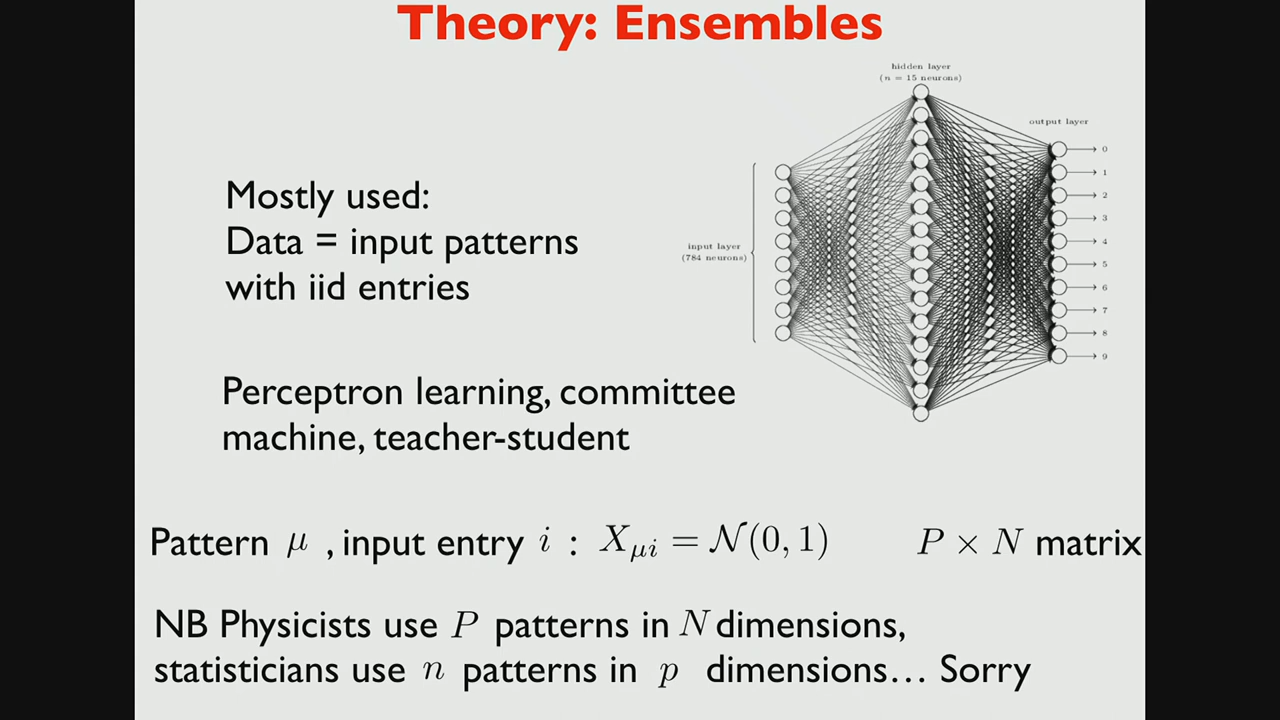 Theory: Ensembles
hidden layer
(n = 15 neurons)
output layer
0
1
2
3
4
5
6
7
8
9
input layer
(784 neurons)
Mostly used:
Data = input patterns
with iid entries
Perceptron learning, committee
machine, teacher-student
Pattern μ , input entry i : X_{μi} = 𝒩(0, 1) P × N matrix
NB Physicists use P patterns in N dimensions,
statisticians use n patterns in p dimensions… Sorry